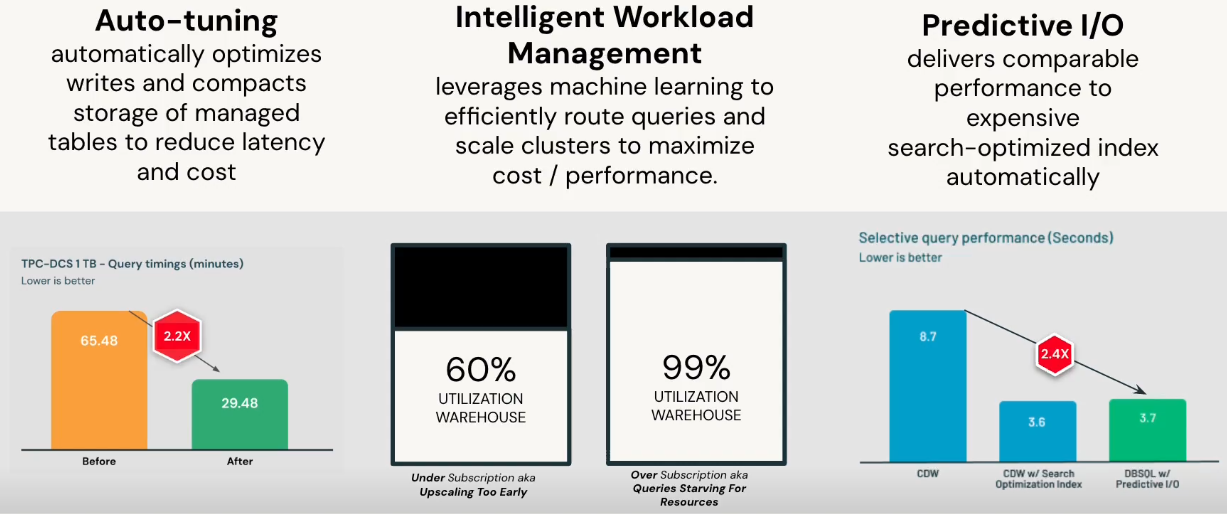 Auto-tuning
automatically optimizes
writes and compacts
storage of managed
tables to reduce latency
and cost
Intelligent Workload
Management
leverages machine learning to
efficiently route queries and
scale clusters to maximize
cost / performance.
Predictive I/O
delivers comparable
performance to
expensive
search-optimized index
automatically
TPC-DCS 1 TB - Query timings (minutes)
Lower is better
65.48
2.2X
29.48
Before
After
60%
UTILIZATION
WAREHOUSE
Under Subscription aka
Upscaling Too Early
99%
UTILIZATION
WAREHOUSE
Over Subscription aka
Queries Starving For
Resources
Selective query performance (Seconds)
Lower is better
8.7
2.4X
3.6
3.7
CDW
CDW w/ Search
Optimization Index
DBSQL w/
Predictive I/O